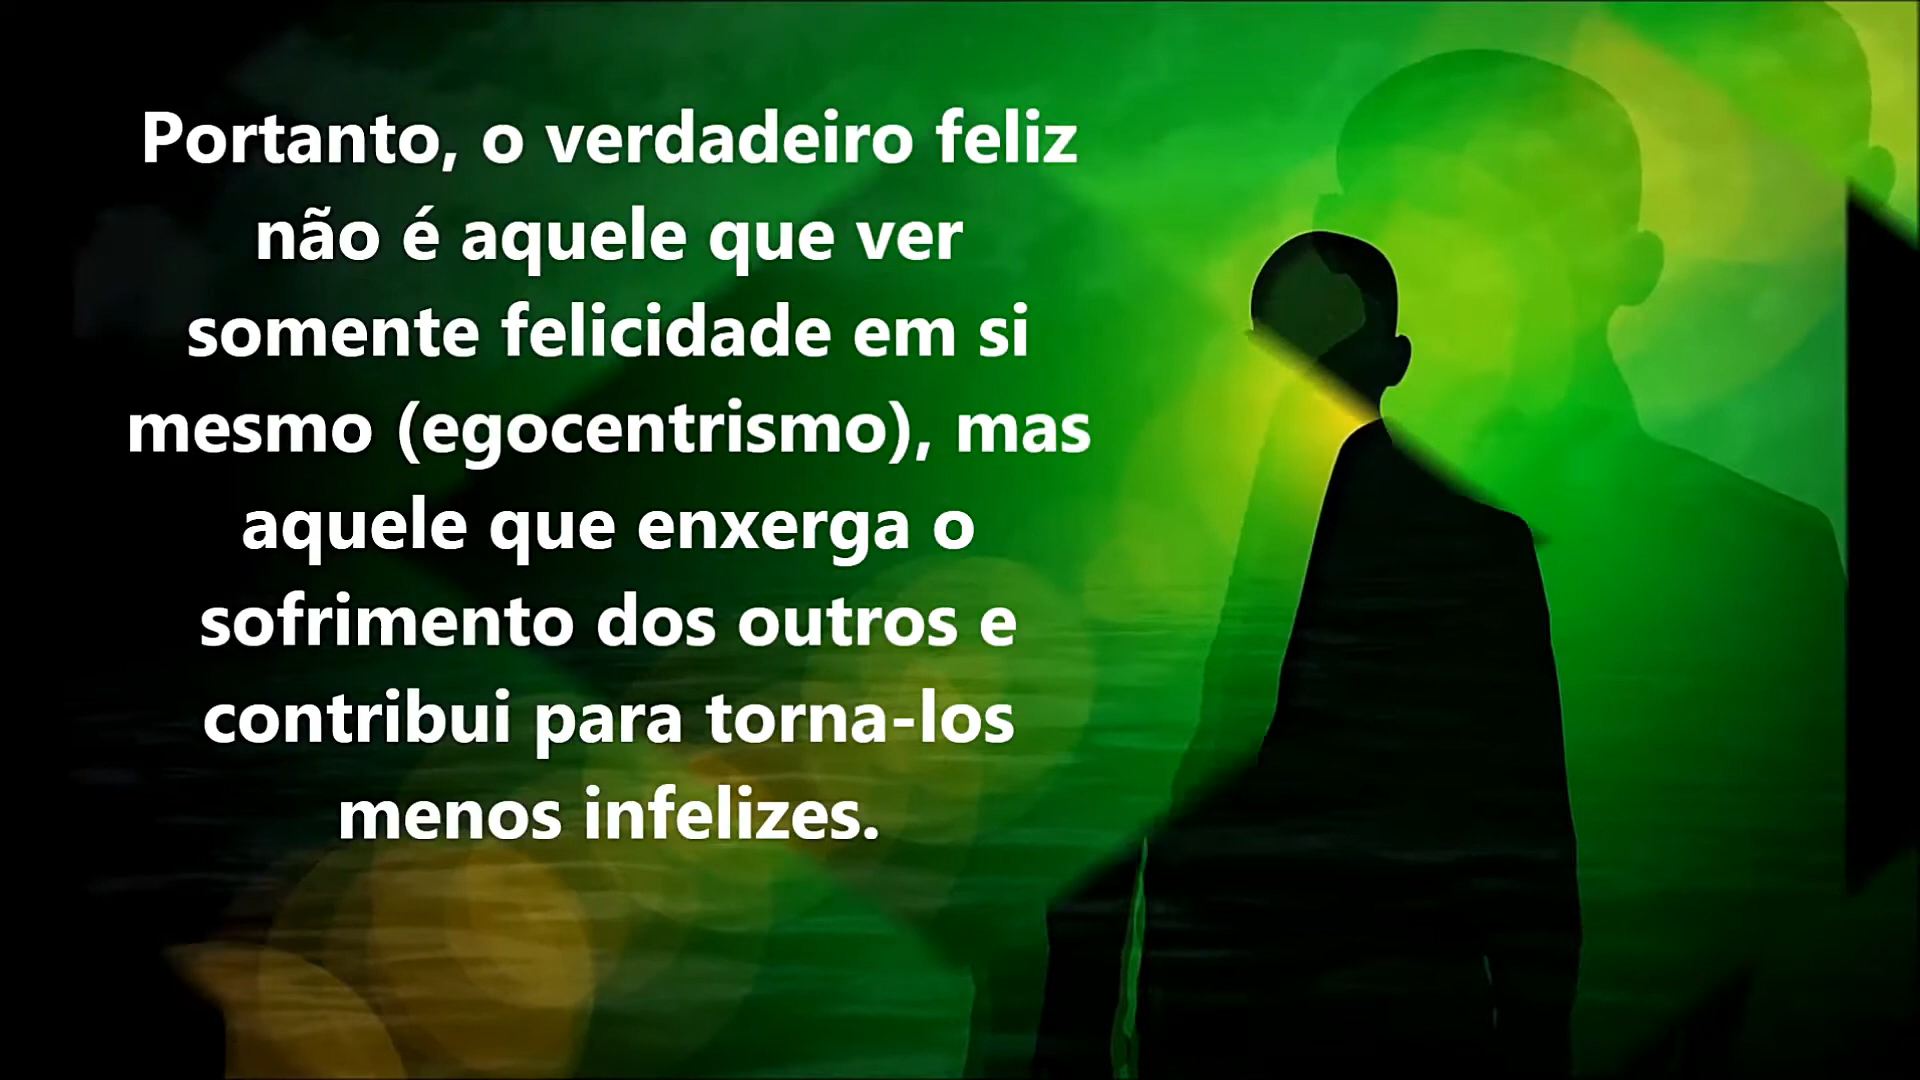 Portanto, o verdadeiro feliz
não é aquele que ver
somente felicidade em si
mesmo (egocentrismo), mas
aquele que enxerga o
sofrimento dos outros e
contribui para torna-los
menos infelizes.